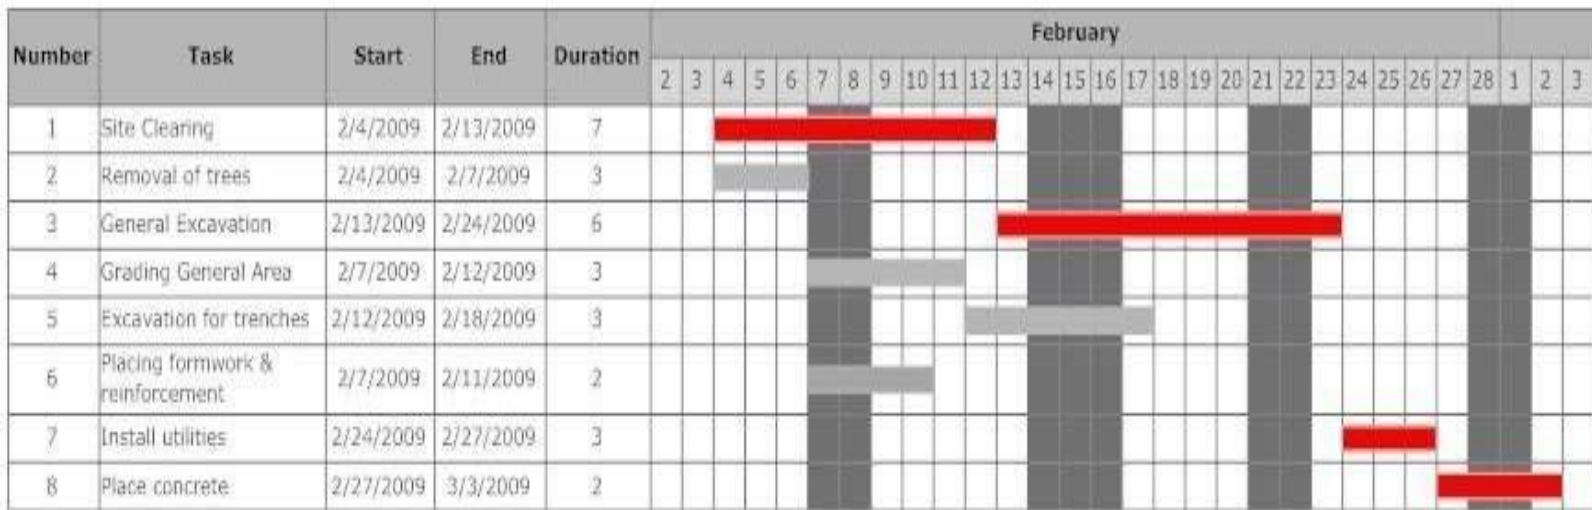 February
Number Task Start End Duration
2 3 4 5 6 7 8 9 10 11 12 13 14 15 16 17 18 19 20 21 22 23 24 25 26 27 28 1 2 3
1 Site Clearing 2/4/2009 2/13/2009 7
2 Removal of trees 2/4/2009 2/7/2009 3
3 General Excavation 2/13/2009 2/24/2009 6
4 Grading General Area 2/7/2009 2/12/2009 3
5 Excavation for trenches 2/12/2009 2/18/2009 3
6 Placing formwork &
reinforcement 2/7/2009 2/11/2009 2
7 Install utilities 2/24/2009 2/27/2009 3
8 Place concrete 2/27/2009 3/3/2009 2